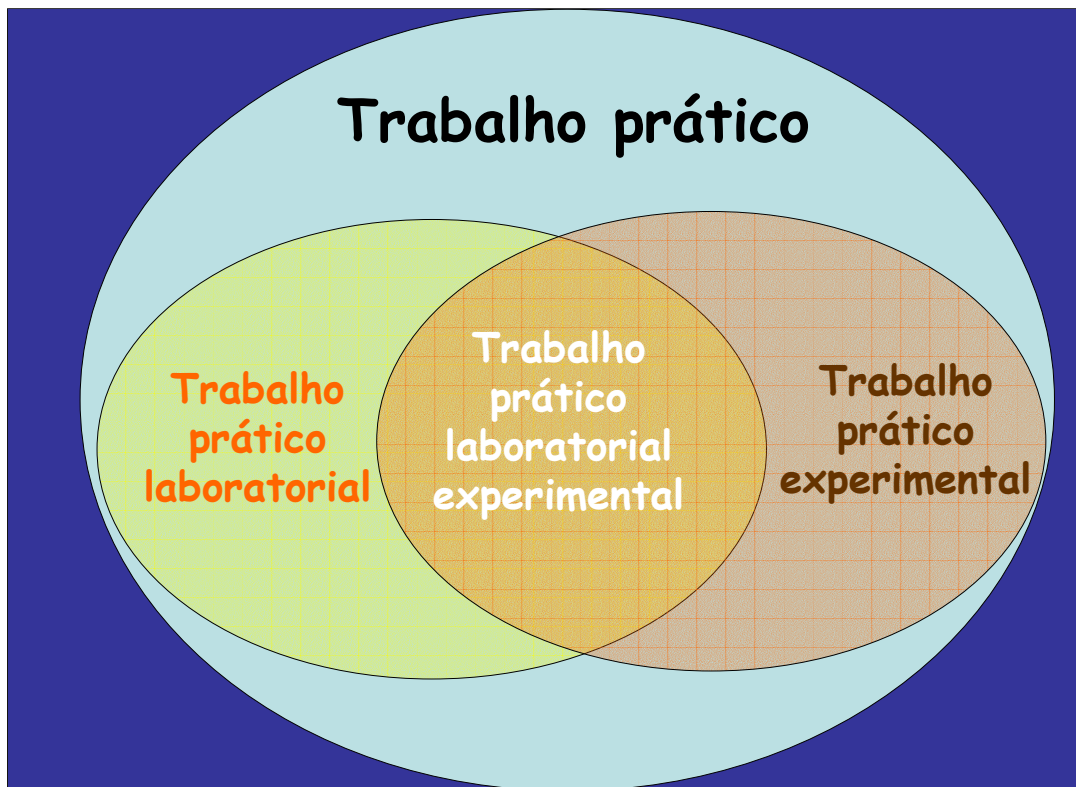 Trabalho prático
Trabalho
prático
laboratorial
Trabalho
prático
laboratorial
experimental
Trabalho
prático
experimental